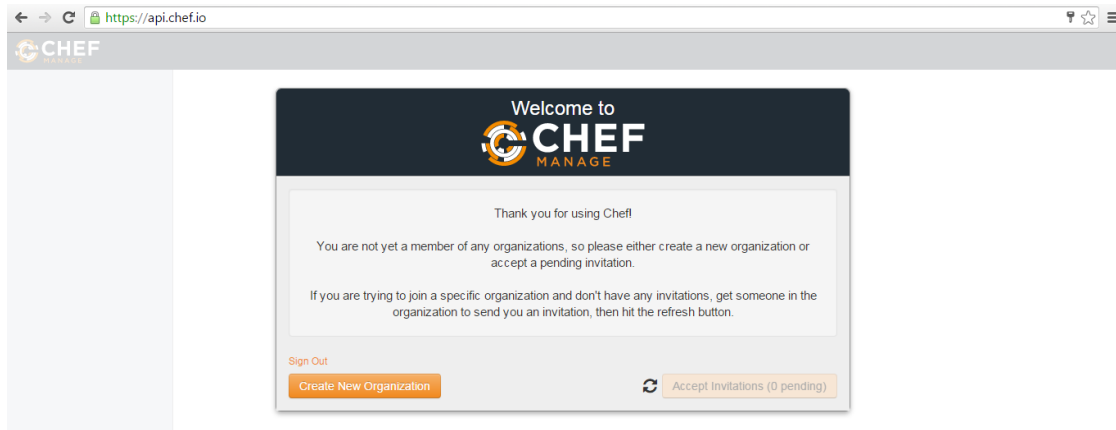 https://api.chef.io
CHEF
MANAGE
Welcome to
CHEF
MANAGE
Thank you for using Chef!
You are not yet a member of any organizations, so please either create a new organization or
accept a pending invitation.
If you are trying to join a specific organization and don't have any invitations, get someone in the
organization to send you an invitation, then hit the refresh button.
Sign Out
Create New Organization
Accept Invitations (0 pending)